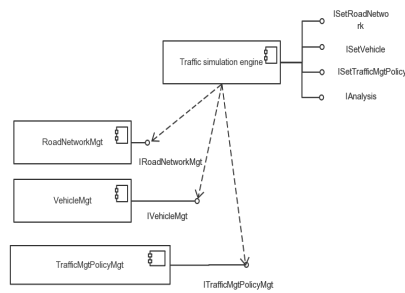 ISetRoadNetwo
rk
ISetVehicle
Traffic simulation engine
ISetTrafficMgtPolicy
IAnalysis
RoadNetworkMgt
IRoadNetworkMgt
VehicleMgt
IVehicleMgt
TrafficMgtPolicyMgt
ITrafficMgtPolicyMgt